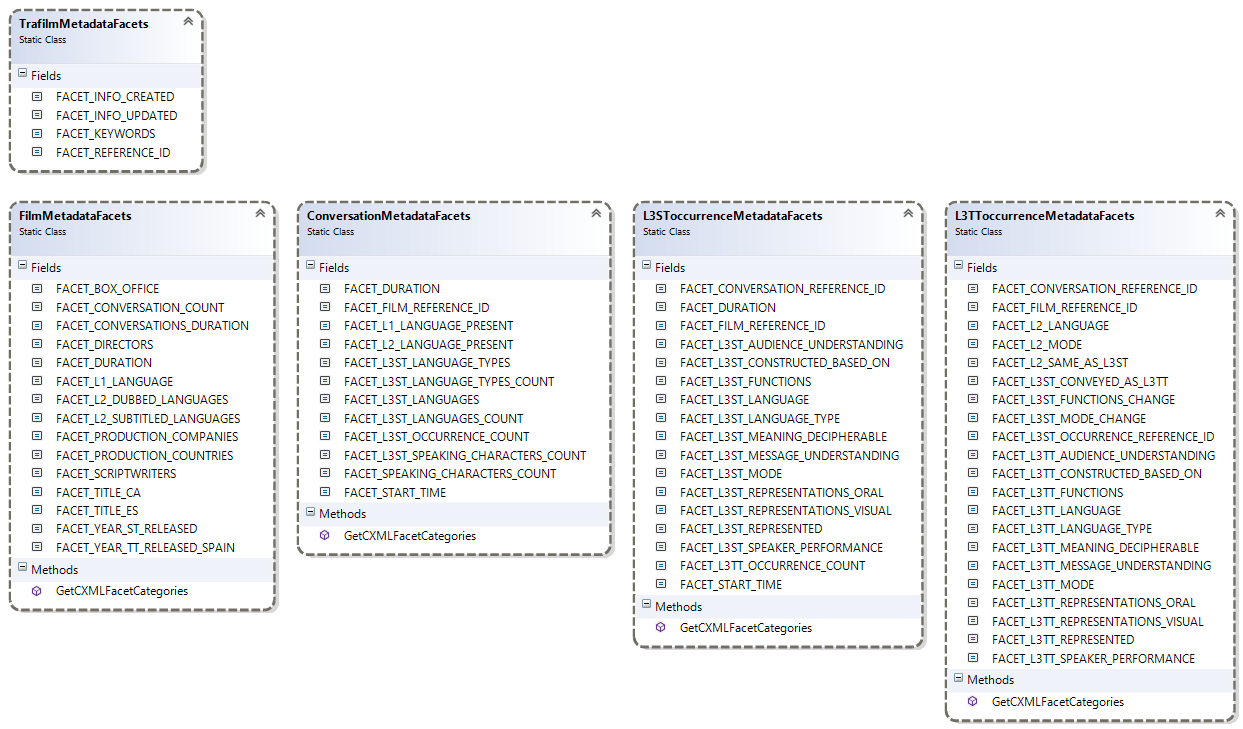 TrafilmMetadataFacets
Static Class
Fields
FACET_INFO_CREATED
FACET_INFO_UPDATED
FACET_KEYWORDS
FACET_REFERENCE_ID
FilmMetadataFacets
Static Class
Fields
FACET_BOX_OFFICE
FACET_CONVERSATION_COUNT
FACET_CONVERSATIONS_DURATION
FACET_DIRECTORS
FACET_DURATION
FACET_L1_LANGUAGE
FACET_L2_DUBBED_LANGUAGES
FACET_L2_SUBTITLED_LANGUAGES
FACET_PRODUCTION_COMPANIES
FACET_PRODUCTION_COUNTRIES
FACET_SCRIPTWRITERS
FACET_TITLE_CA
FACET_TITLE_ES
FACET_YEAR_ST_RELEASED
FACET_YEAR_TT_RELEASED_SPAIN
Methods
GetCXMLFacetCategories
ConversationMetadataFacets
Static Class
Fields
FACET_DURATION
FACET_FILM_REFERENCE_ID
FACET_L1_LANGUAGE_PRESENT
FACET_L2_LANGUAGE_PRESENT
FACET_L3ST_LANGUAGE_TYPES
FACET_L3ST_LANGUAGE_TYPES_COUNT
FACET_L3ST_LANGUAGES
FACET_L3ST_LANGUAGES_COUNT
FACET_L3ST_OCCURRENCE_COUNT
FACET_L3ST_SPEAKING_CHARACTERS_COUNT
FACET_SPEAKING_CHARACTERS_COUNT
FACET_START_TIME
Methods
GetCXMLFacetCategories
L3SToccurrenceMetadataFacets
Static Class
Fields
FACET_CONVERSATION_REFERENCE_ID
FACET_DURATION
FACET_FILM_REFERENCE_ID
FACET_L3ST_AUDIENCE_UNDERSTANDING
FACET_L3ST_CONSTRUCTED_BASED_ON
FACET_L3ST_FUNCTIONS
FACET_L3ST_LANGUAGE
FACET_L3ST_LANGUAGE_TYPE
FACET_L3ST_MEANING_DECIPHERABLE
FACET_L3ST_MESSAGE_UNDERSTANDING
FACET_L3ST_MODE
FACET_L3ST_REPRESENTATIONS_ORAL
FACET_L3ST_REPRESENTATIONS_VISUAL
FACET_L3ST_REPRESENTED
FACET_L3ST_SPEAKER_PERFORMANCE
FACET_L3TT_OCCURRENCE_COUNT
FACET_START_TIME
Methods
GetCXMLFacetCategories
L3TToccurrenceMetadataFacets
Static Class
Fields
FACET_CONVERSATION_REFERENCE_ID
FACET_FILM_REFERENCE_ID
FACET_L2_LANGUAGE
FACET_L2_MODE
FACET_L2_SAME_AS_L3ST
FACET_L3ST_CONVEYED_AS_L3TT
FACET_L3ST_FUNCTIONS_CHANGE
FACET_L3ST_MODE_CHANGE
FACET_L3ST_OCCURRENCE_REFERENCE_ID
FACET_L3TT_AUDIENCE_UNDERSTANDING
FACET_L3TT_CONSTRUCTED_BASED_ON
FACET_L3TT_FUNCTIONS
FACET_L3TT_LANGUAGE
FACET_L3TT_LANGUAGE_TYPE
FACET_L3TT_MEANING_DECIPHERABLE
FACET_L3TT_MESSAGE_UNDERSTANDING
FACET_L3TT_MODE
FACET_L3TT_REPRESENTATIONS_ORAL
FACET_L3TT_REPRESENTATIONS_VISUAL
FACET_L3TT_REPRESENTED
FACET_L3TT_SPEAKER_PERFORMANCE
Methods
GetCXMLFacetCategories